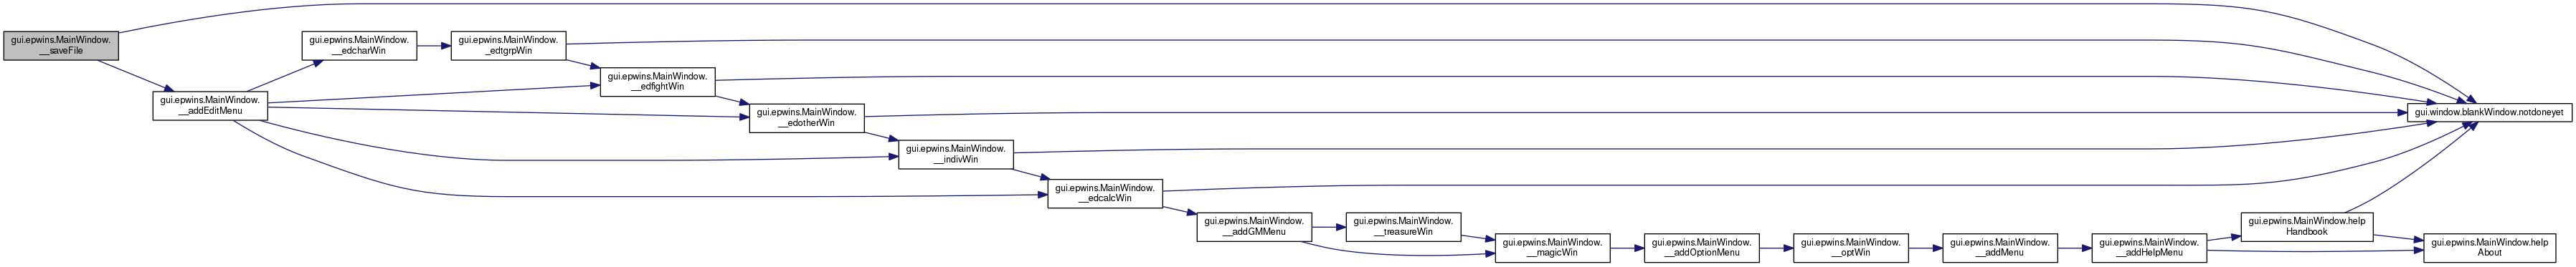 gui.epwins.MainWindow.
__saveFile
gui.epwins.MainWindow.
__addEditMenu
gui.epwins.MainWindow.
__edcharWin
gui.epwins.MainWindow.
_edtgrpWin
gui.epwins.MainWindow.
__edfightWin
gui.epwins.MainWindow.
__edotherWin
gui.epwins.MainWindow.
__indivWin
gui.epwins.MainWindow.
__edcalcWin
gui.epwins.MainWindow.
__addGMMenu
gui.epwins.MainWindow.
__treasureWin
gui.epwins.MainWindow.
__magicWin
gui.epwins.MainWindow.
__addOptionMenu
gui.epwins.MainWindow.
__optWin
gui.epwins.MainWindow.
__addMenu
gui.epwins.MainWindow.
__addHelpMenu
gui.epwins.MainWindow.help
Handbook
gui.epwins.MainWindow.help
About
gui.window.blankWindow.notdoneyet